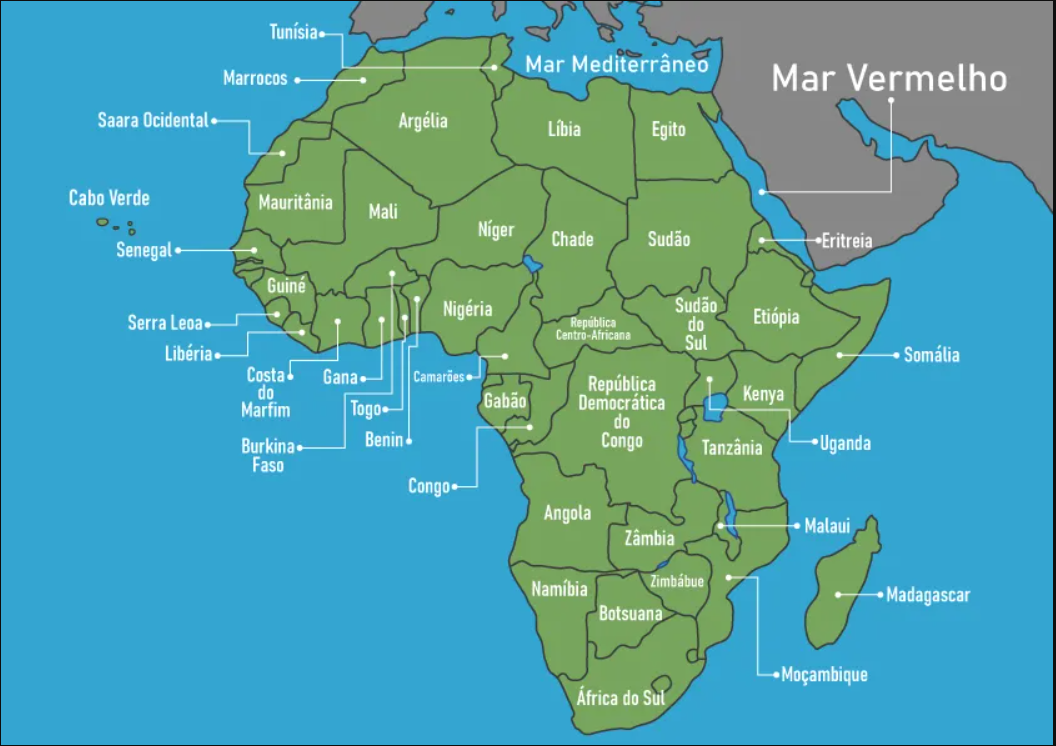 Tunísia
Mar Mediterrâneo
Mar Vermelho
Marrocos
Saara Ocidental
Argélia
Líbia
Egito
Cabo Verde
Mauritânia
Mali
Níger
Chade
Sudão
Eritreia
Senegal
Guiné
Nigéria
República
Centro-Africana
Sudão
do
Sul
Etiópia
Serra Leoa
Libéria
Somália
Costa
do
Marfim
Gana
Camarões
Togo
Benin
Burkina
Faso
Gabão
República
Democrática
do
Congo
Kenya
Uganda
Tanzânia
Congo
Angola
Zâmbia
Malaui
Namíbia
Zimbábue
Botsuana
Madagascar
Moçambique
África do Sul